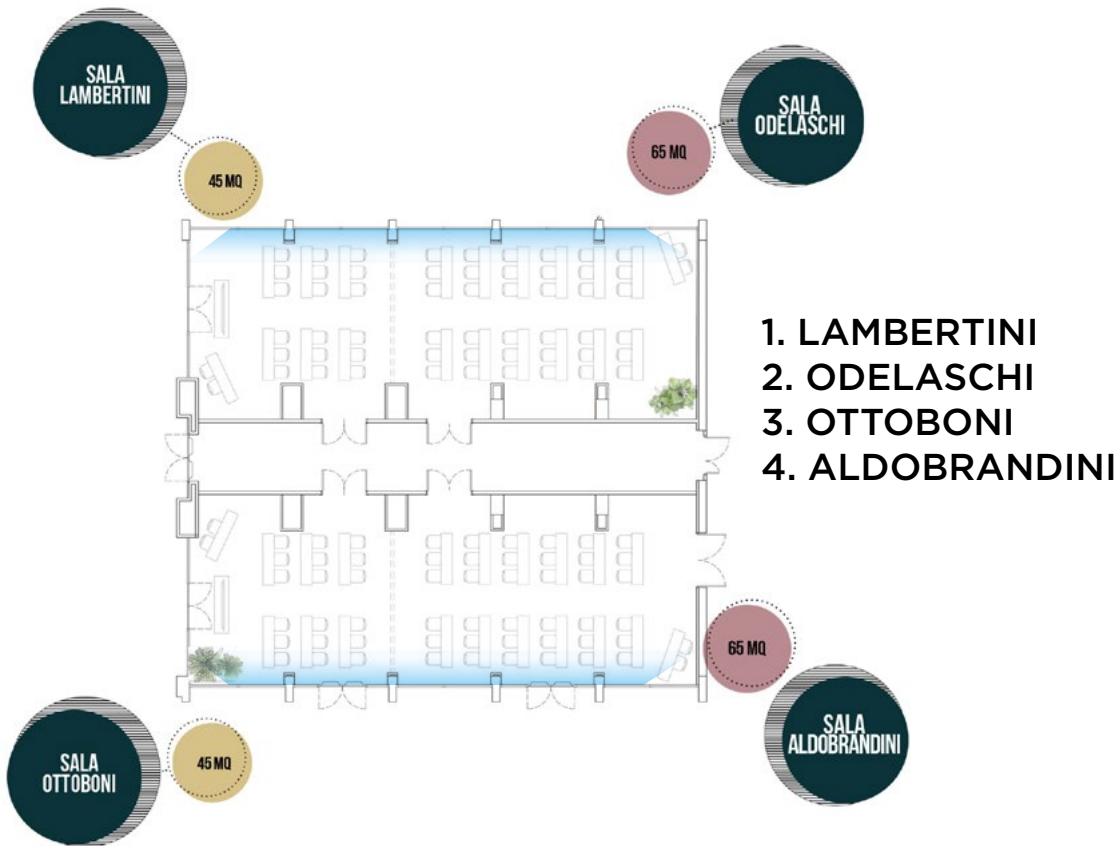 SALA
LAMBERTINI
45 MQ
SALA
ODELASCHI
65 MQ
1. LAMBERTINI
2. ODELASCHI
3. OTTOBONI
4. ALDOBRANDINI
SALA
OTTOBONI
45 MQ
65 MQ
SALA
ALDOBRANDINI